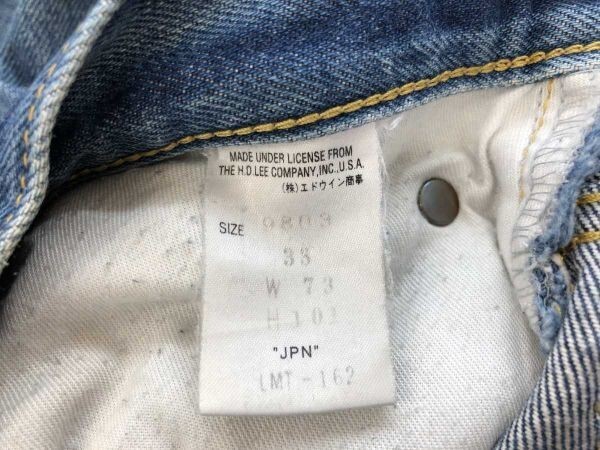 MADE UNDER LICENSE FROM
THE H.D.LEE COMPANY,INC.,U.S.A.
(株)エドウイン商事
SIZE
33
W 73
H 101
"JPN"
LMT-162